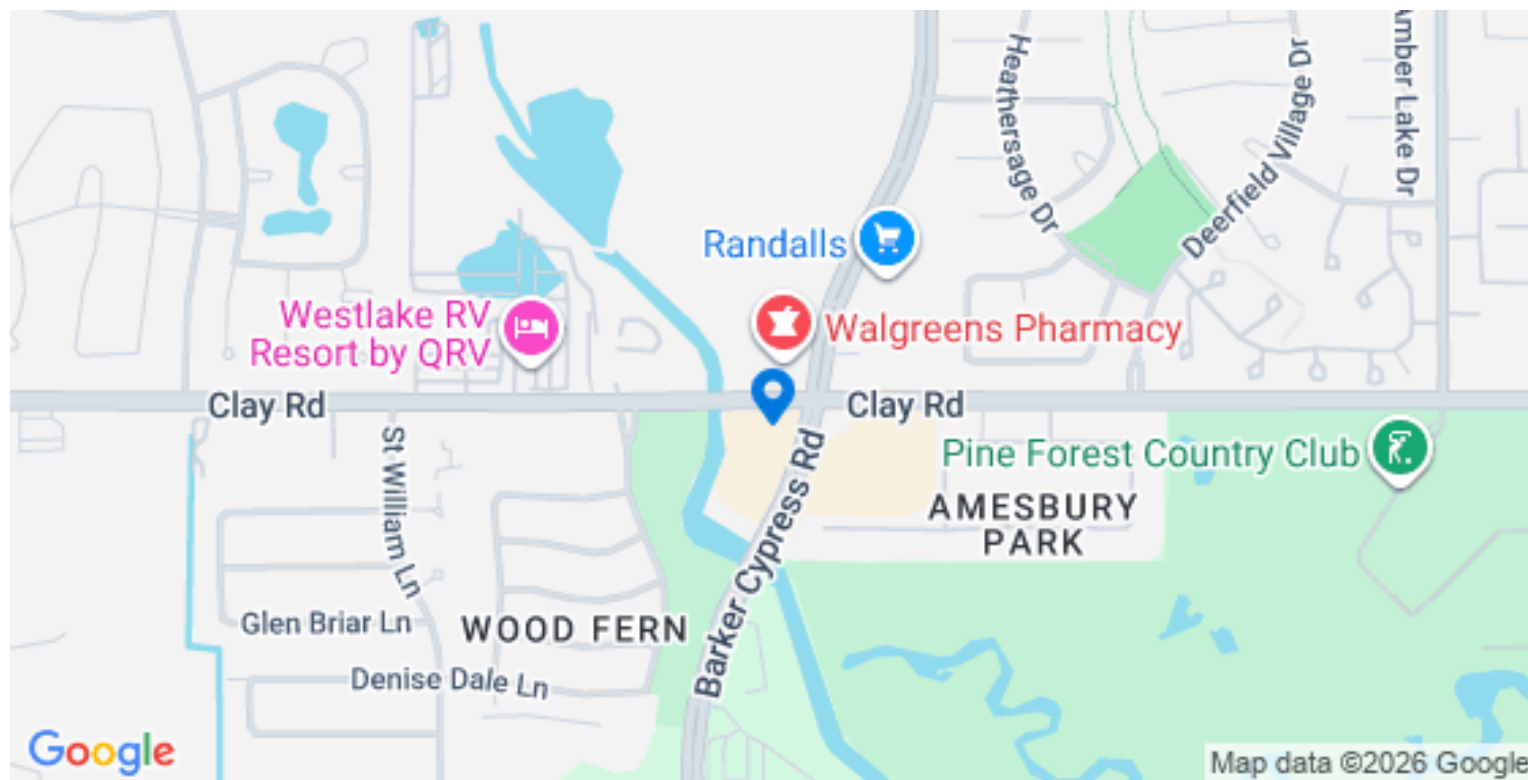 Heathersage Dr
Deerfield Village Dr
Amber Lake Dr
Randalls
Westlake RV
Resort by QRV
Walgreens Pharmacy
Clay Rd
Clay Rd
St William Ln
Barker Cypress Rd
Pine Forest Country Club
AMESBURY
PARK
Glen Briar Ln
WOOD FERN
Denise Dale Ln
Google
Map data ©2026 Google